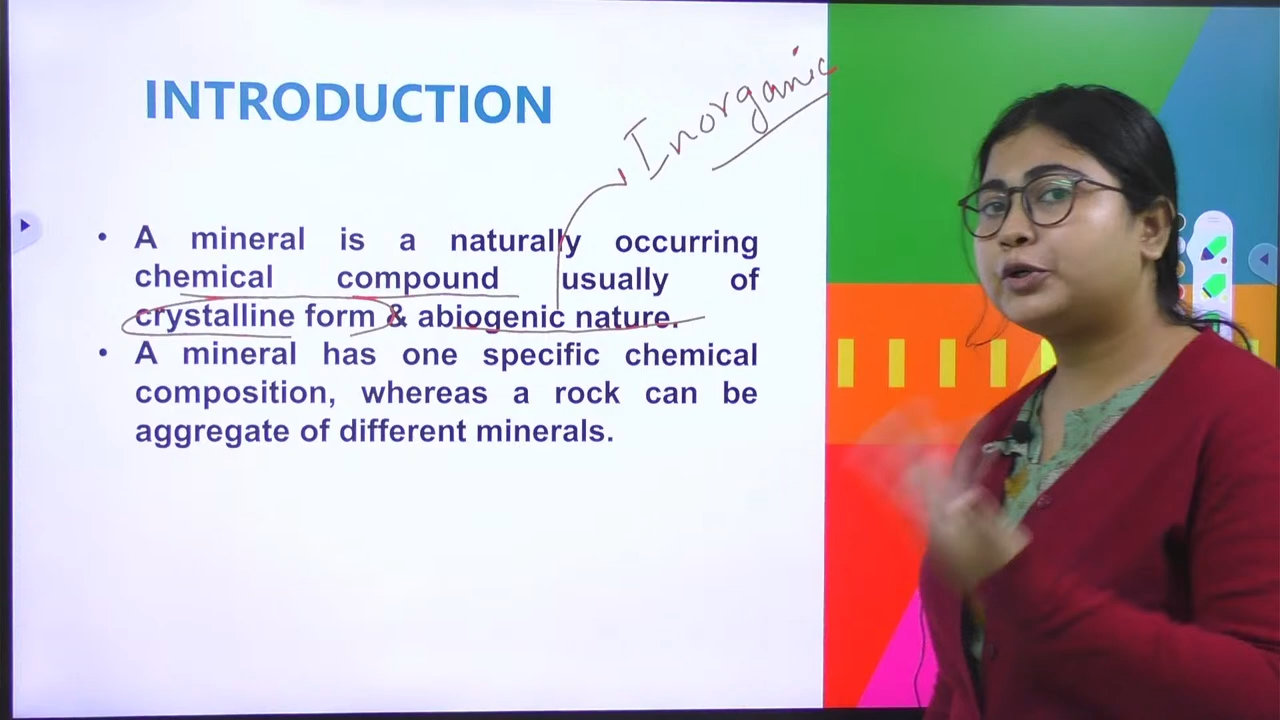 INTRODUCTION
Inorganic
• A mineral is a naturally occurring
chemical compound usually of
crystalline form & abiogenic nature.
• A mineral has one specific chemical
composition, whereas a rock can be
aggregate of different minerals.